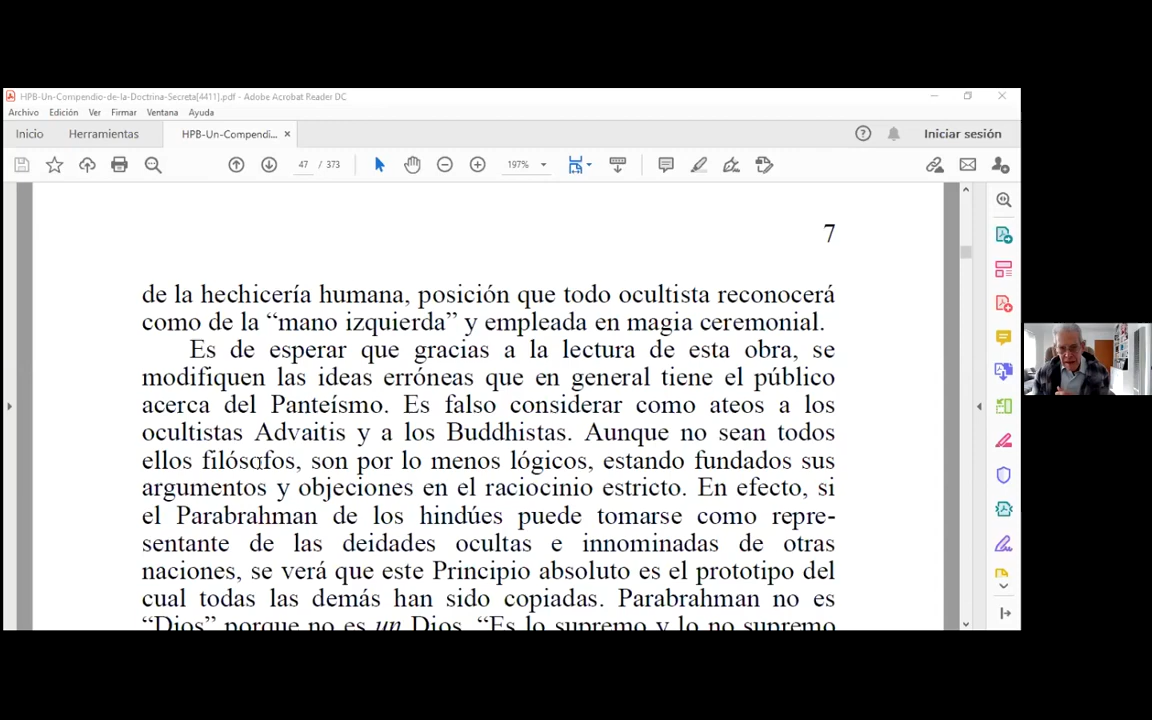 HPB-Un-Compendio-de-la-Doctrina-Secreta[4411].pdf - Adobe Acrobat Reader DC
Archivo Edición Ver Firmar Ventana Ayuda
Inicio Herramientas HPB-Un-Compendi... × Iniciar sesión
47 / 373 197%
7
de la hechicería humana, posición que todo ocultista reconocerá
como de la “mano izquierda” y empleada en magia ceremonial.
Es de esperar que gracias a la lectura de esta obra, se
modifiquen las ideas erróneas que en general tiene el público
acerca del Panteísmo. Es falso considerar como ateos a los
ocultistas Advaitis y a los Buddhistas. Aunque no sean todos
ellos filósofos, son por lo menos lógicos, estando fundados sus
argumentos y objeciones en el raciocinio estricto. En efecto, si
el Parabrahman de los hindúes puede tomarse como repre-
sentante de las deidades ocultas e innominadas de otras
naciones, se verá que este Principio absoluto es el prototipo del
cual todas las demás han sido copiadas. Parabrahman no es
“Dios” porque no es un Dios. “Es lo supremo y lo no supremo